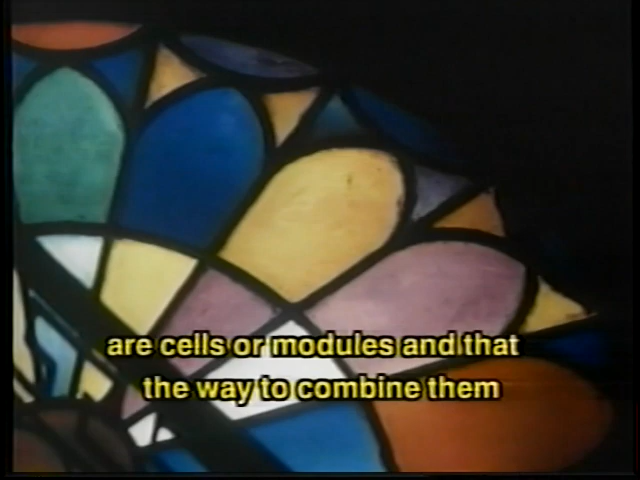 are cells or modules and that
the way to combine them